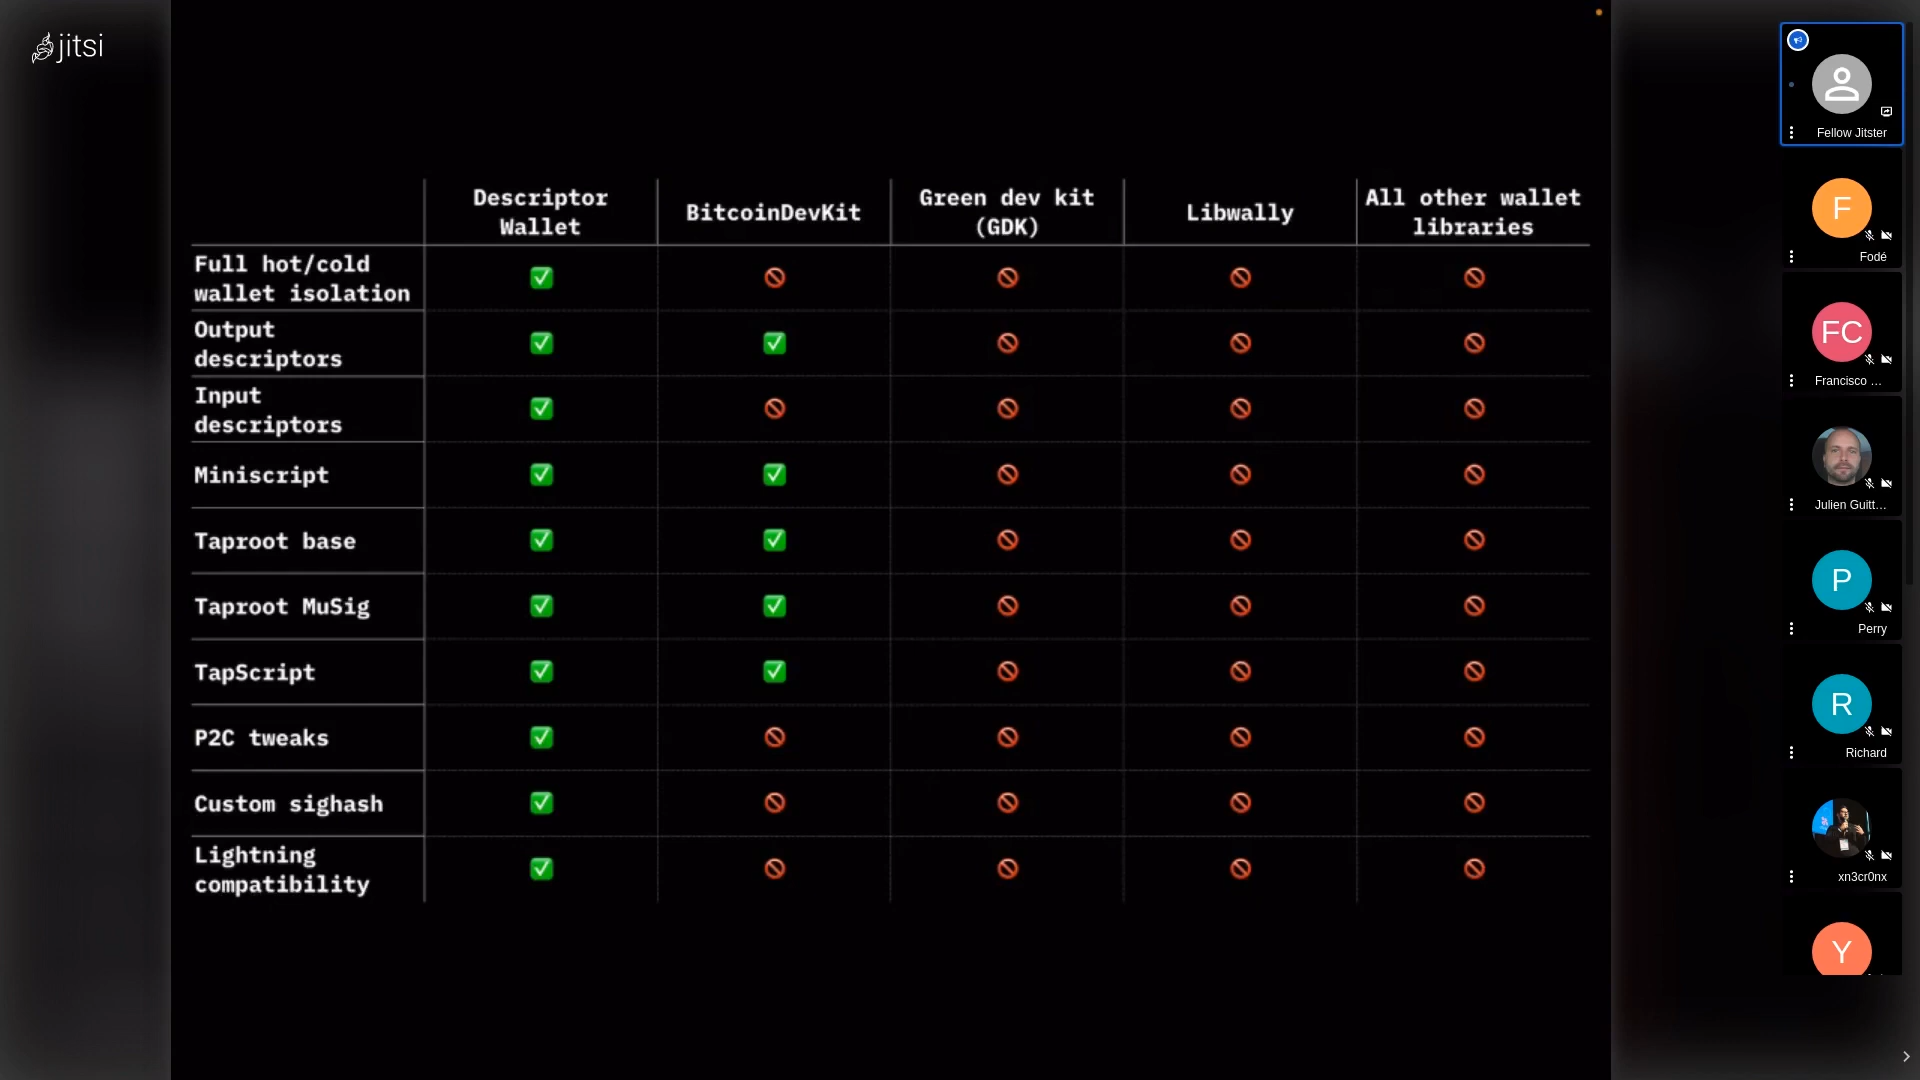 jitsi
Descriptor
Wallet
BitcoinDevKit
Green dev kit
(GDK)
Libwally
All other wallet
libraries
Full hot/cold
wallet isolation
✅ 🚫 🚫 🚫 🚫
Output
descriptors
✅ ✅ 🚫 🚫 🚫
Input
descriptors
✅ 🚫 🚫 🚫 🚫
Miniscript
✅ ✅ 🚫 🚫 🚫
Taproot base
✅ ✅ 🚫 🚫 🚫
Taproot MuSig
✅ ✅ 🚫 🚫 🚫
TapScript
✅ ✅ 🚫 🚫 🚫
P2C tweaks
✅ 🚫 🚫 🚫 🚫
Custom sighash
✅ 🚫 🚫 🚫 🚫
Lightning
compatibility
✅ 🚫 🚫 🚫 🚫
Fellow Jitster
F
Fodé
FC
Francisco ...
Julien Guitt...
P
Perry
R
Richard
xn3cr0nx
Y